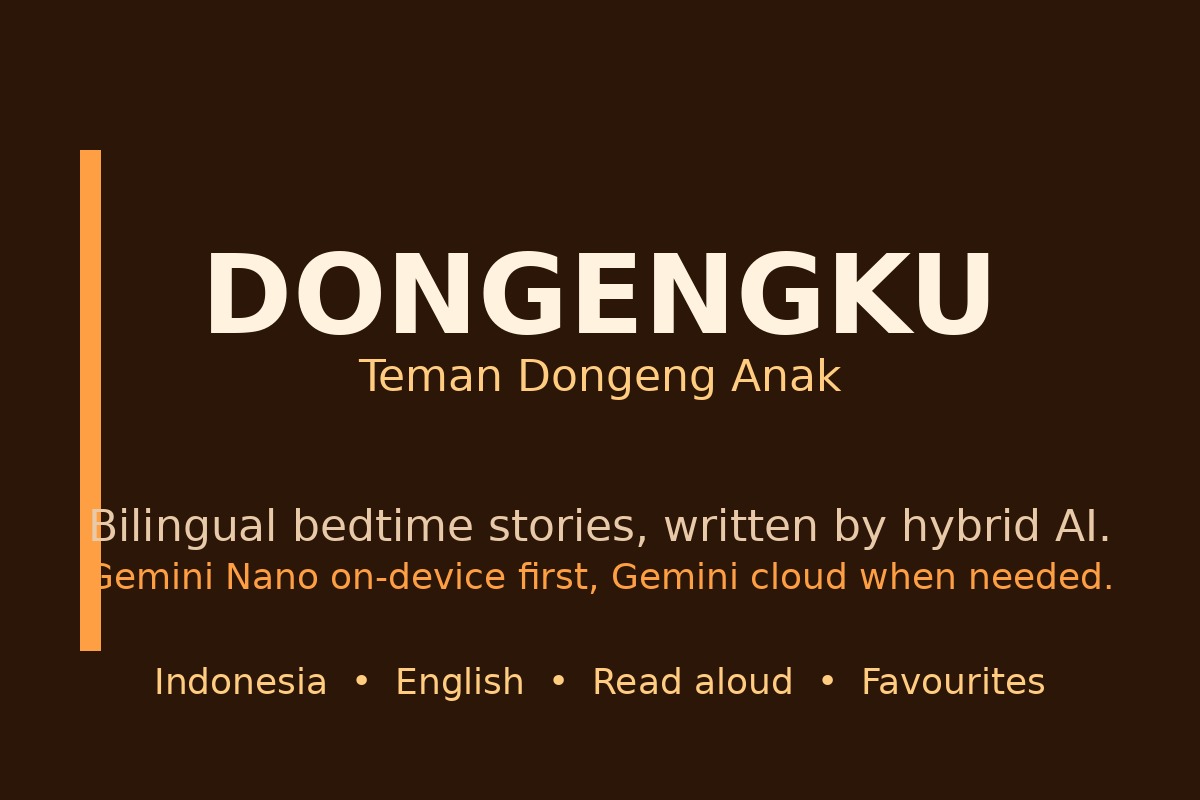 DONGENGKU
Teman Dongeng Anak
Bilingual bedtime stories, written by hybrid AI.
Gemini Nano on-device first, Gemini cloud when needed.
Indonesia • English • Read aloud • Favourites